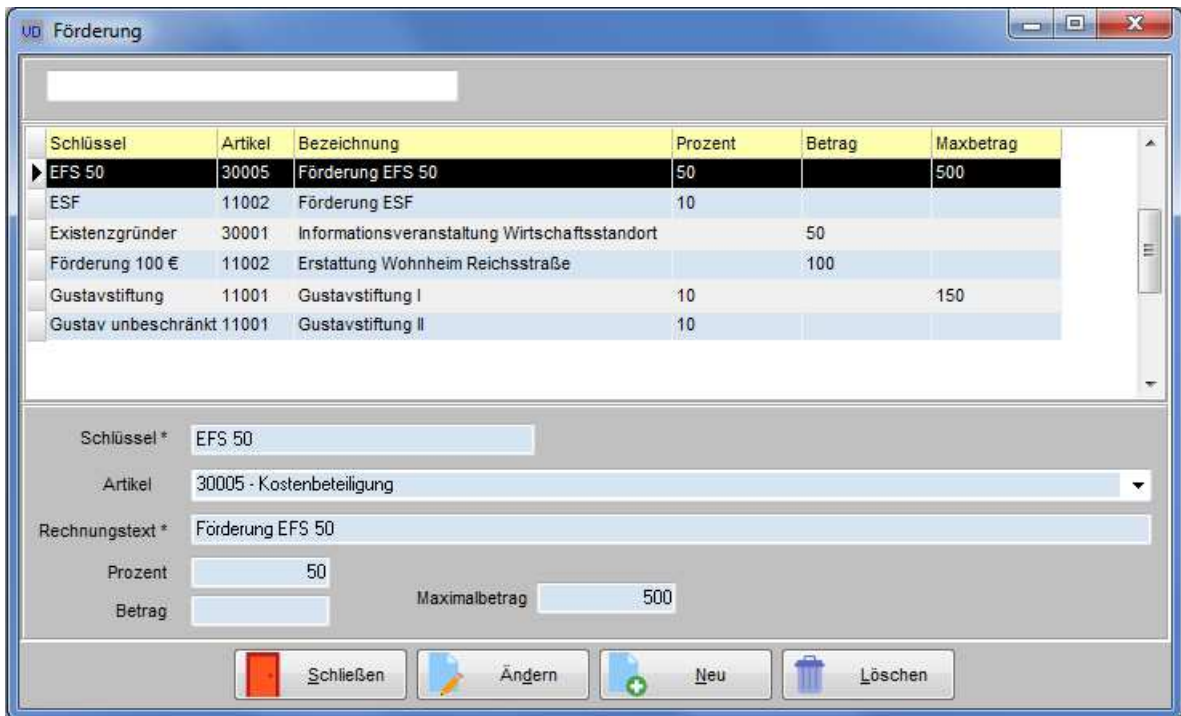 VD Förderung
Schlüssel Artikel Bezeichnung Prozent Betrag Maxbetrag
EFS 50 30005 Förderung EFS 50 50 500
ESF 11002 Förderung ESF 10
Existenzgründer 30001 Informationsveranstaltung Wirtschaftsstandort 50
Förderung 100 € 11002 Erstattung Wohnheim Reichsstraße 100
Gustavstiftung 11001 Gustavstiftung I 10 150
Gustav unbeschränkt 11001 Gustavstiftung II 10
Schlüssel * EFS 50
Artikel 30005 - Kostenbeteiligung
Rechnungstext * Förderung EFS 50
Prozent 50
Maximalbetrag 500
Betrag
Schließen Ändern Neu Löschen